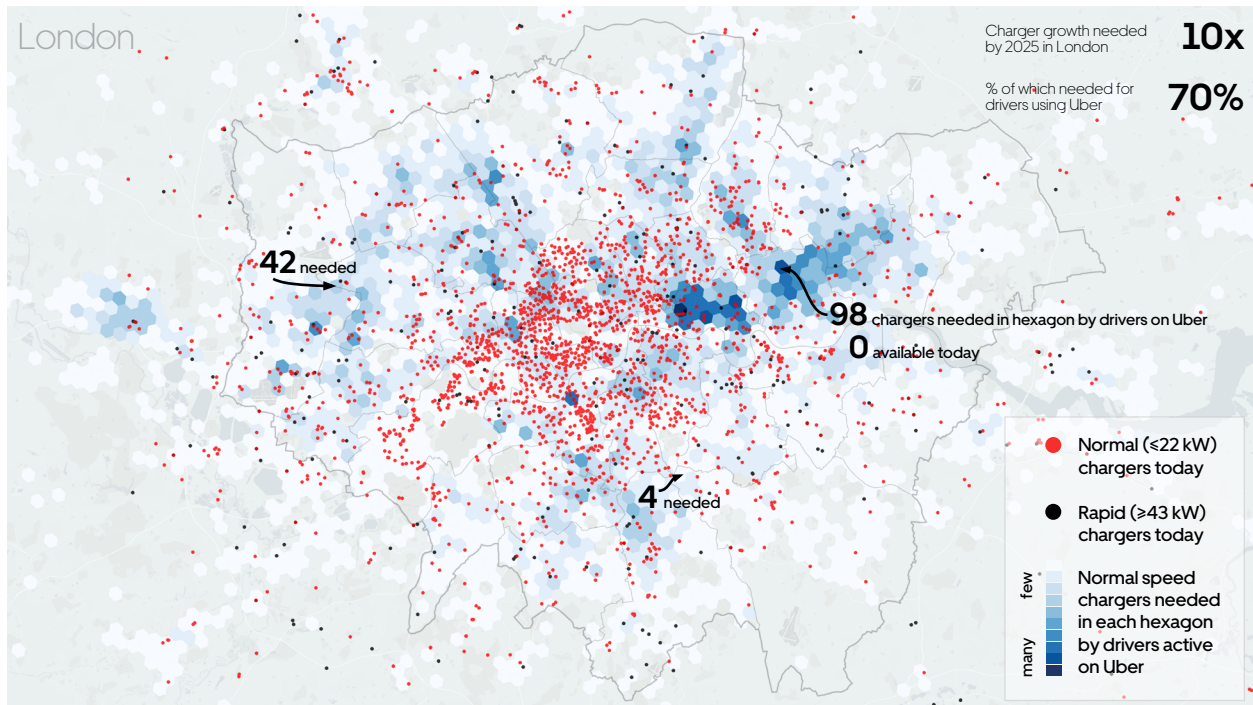 London
Charger growth needed
by 2025 in London
10x
% of which needed for
drivers using Uber
70%
42 needed
98 chargers needed in hexagon by drivers on Uber
0 available today
4 needed
Normal (≤22 kW)
chargers today
Rapid (>43 kW)
chargers today
few
many
Normal speed
chargers needed
in each hexagon
by drivers active
on Uber